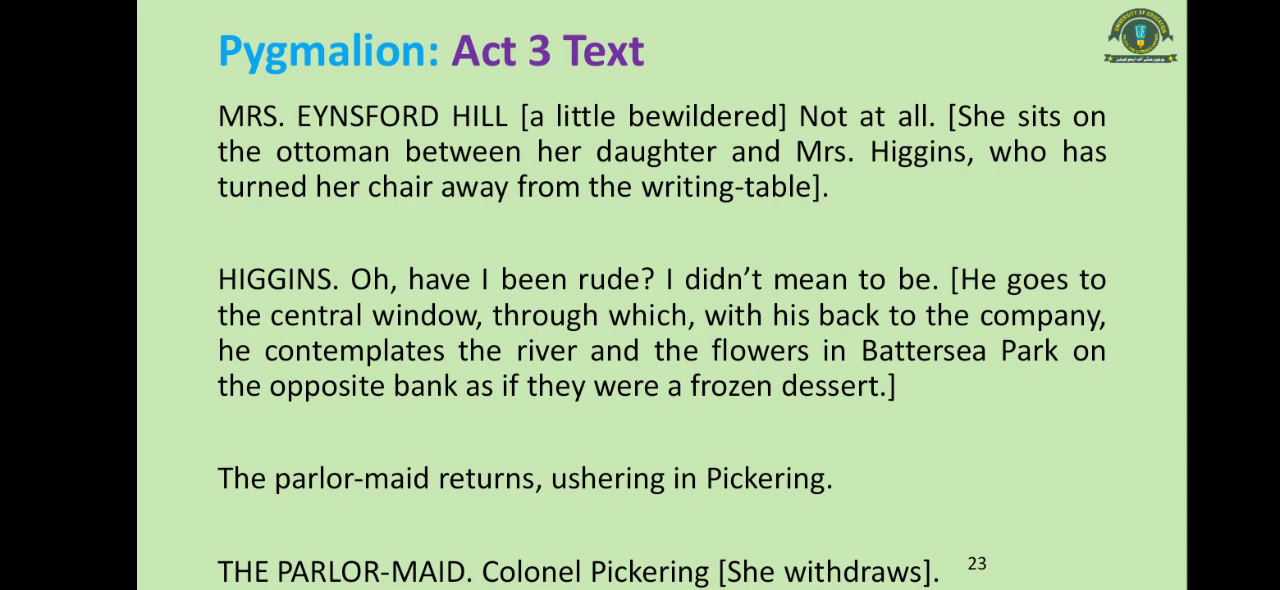 Pygmalion: Act 3 Text
UNIVERSITY OF EDUCATION
MRS. EYNSFORD HILL [a little bewildered] Not at all. [She sits on
the ottoman between her daughter and Mrs. Higgins, who has
turned her chair away from the writing-table].
HIGGINS. Oh, have I been rude? I didn’t mean to be. [He goes to
the central window, through which, with his back to the company,
he contemplates the river and the flowers in Battersea Park on
the opposite bank as if they were a frozen dessert.]
The parlor-maid returns, ushering in Pickering.
THE PARLOR-MAID. Colonel Pickering [She withdraws].
23